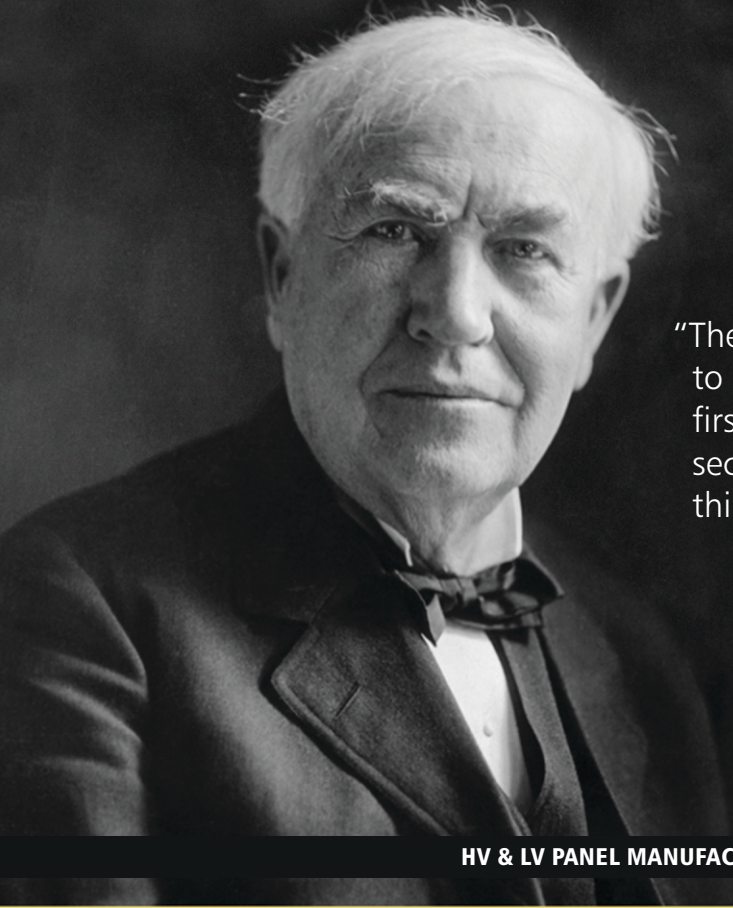 “The
to
firs
sec
thi
HV & LV PANEL MANUFAC